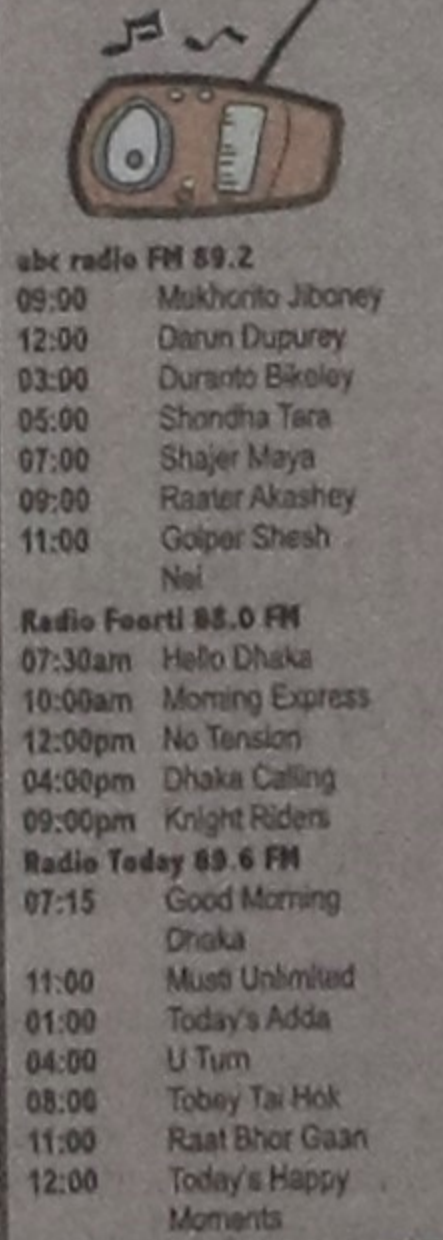 abc radio FM 89.2
09:00 Mukhorito Jiboney
12:00 Darun Dupurey
03:00 Duranto Bikeley
05:00 Shondha Tara
07:00 Shajer Maya
09:00 Raater Akashey
11:00 Golper Shesh
Nei
Radio Foorti 88.0 FM
07:30am Hello Dhaka
10:00am Morning Express
12:00pm No Tension
04:00pm Dhaka Calling
09:00pm Knight Riders
Radio Today 89.6 FM
07:15 Good Morning
Dhaka
11:00 Musti Unlimited
01:00 Today's Adda
04:00 U Turn
08:00 Tobey Tai Hok
11:00 Raat Bhor Gaan
12:00 Today's Happy
Moments